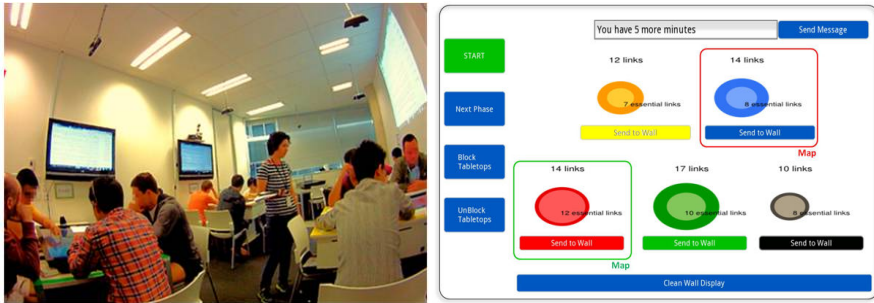 You have 5 more minutes
Send Message
START
12 links
14 links
7 essential links
8 essential links
Next Phase
Send to Wall
Send to Wall
Map
Block
Tabletops
14 links
17 links
10 links
12 essential links
10 essential links
8 essential links
UnBlock
Tabletops
Send to Wall
Send to Wall
Send to Wall
Map
Clean Wall Display